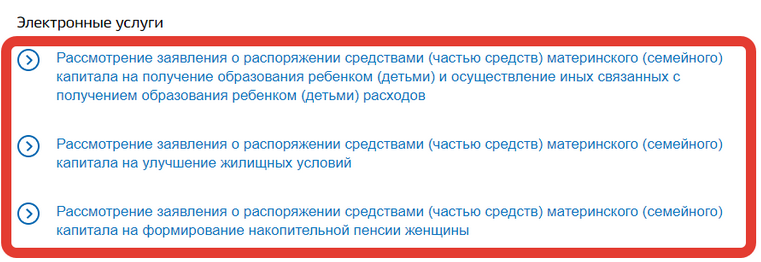 Электронные услуги
Рассмотрение заявления о распоряжении средствами (частью средств) материнского (семейного)
капитала на получение образования ребенком (детьми) и осуществление иных связанных с
получением образования ребенком (детьми) расходов
Рассмотрение заявления о распоряжении средствами (частью средств) материнского (семейного)
капитала на улучшение жилищных условий
Рассмотрение заявления о распоряжении средствами (частью средств) материнского (семейного)
капитала на формирование накопительной пенсии женщины